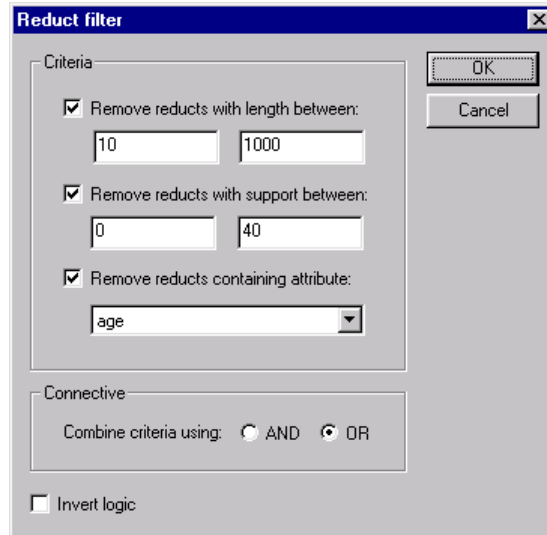 Reduct filter
Criteria
OK
Remove reducts with length between:
Cancel
10 1000
Remove reducts with support between:
0 40
Remove reducts containing attribute:
age
Connective
Combine criteria using: AND OR
Invert logic